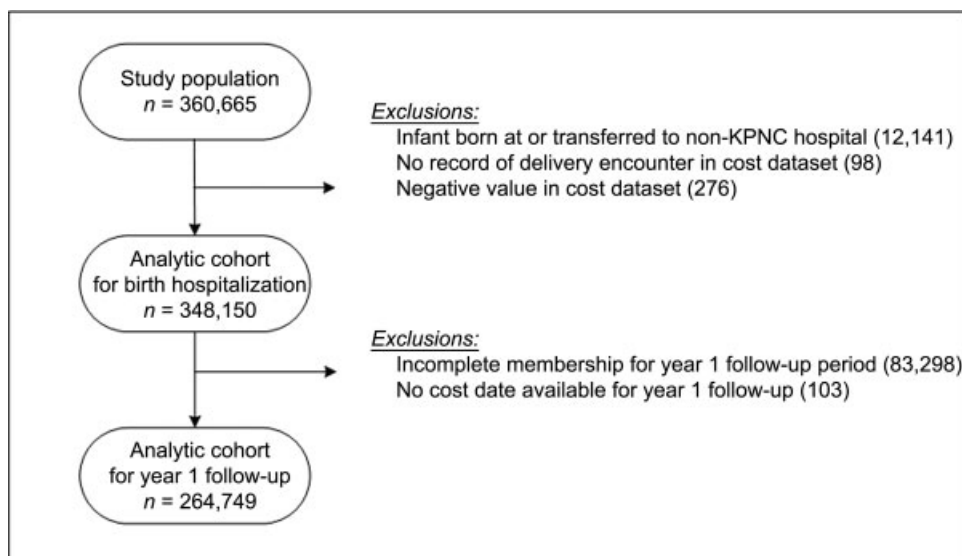 Study population
n = 360,665
Exclusions:
Infant born at or transferred to non-KPNC hospital (12,141)
No record of delivery encounter in cost dataset (98)
Negative value in cost dataset (276)
Analytic cohort
for birth hospitalization
n = 348,150
Exclusions:
Incomplete membership for year 1 follow-up period (83,298)
No cost date available for year 1 follow-up (103)
Analytic cohort
for year 1 follow-up
n = 264,749